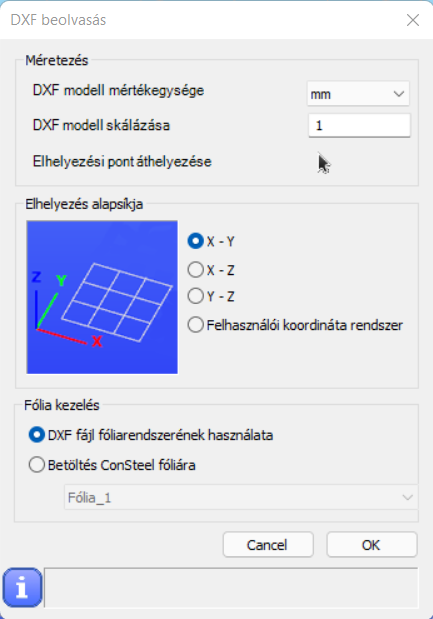 DXF beolvasás
Méretezés
DXF modell mértékegysége
mm
DXF modell skálázása
1
Elhelyezési pont áthelyezése
Elhelyezés alapsíkja
Z
Y
X
X - Y
X - Z
Y - Z
Felhasználói koordináta rendszer
Fólia kezelés
DXF fájl fóliarendszerének használata
Betöltés ConSteel fóliára
Fólia_1
Cancel
OK
i